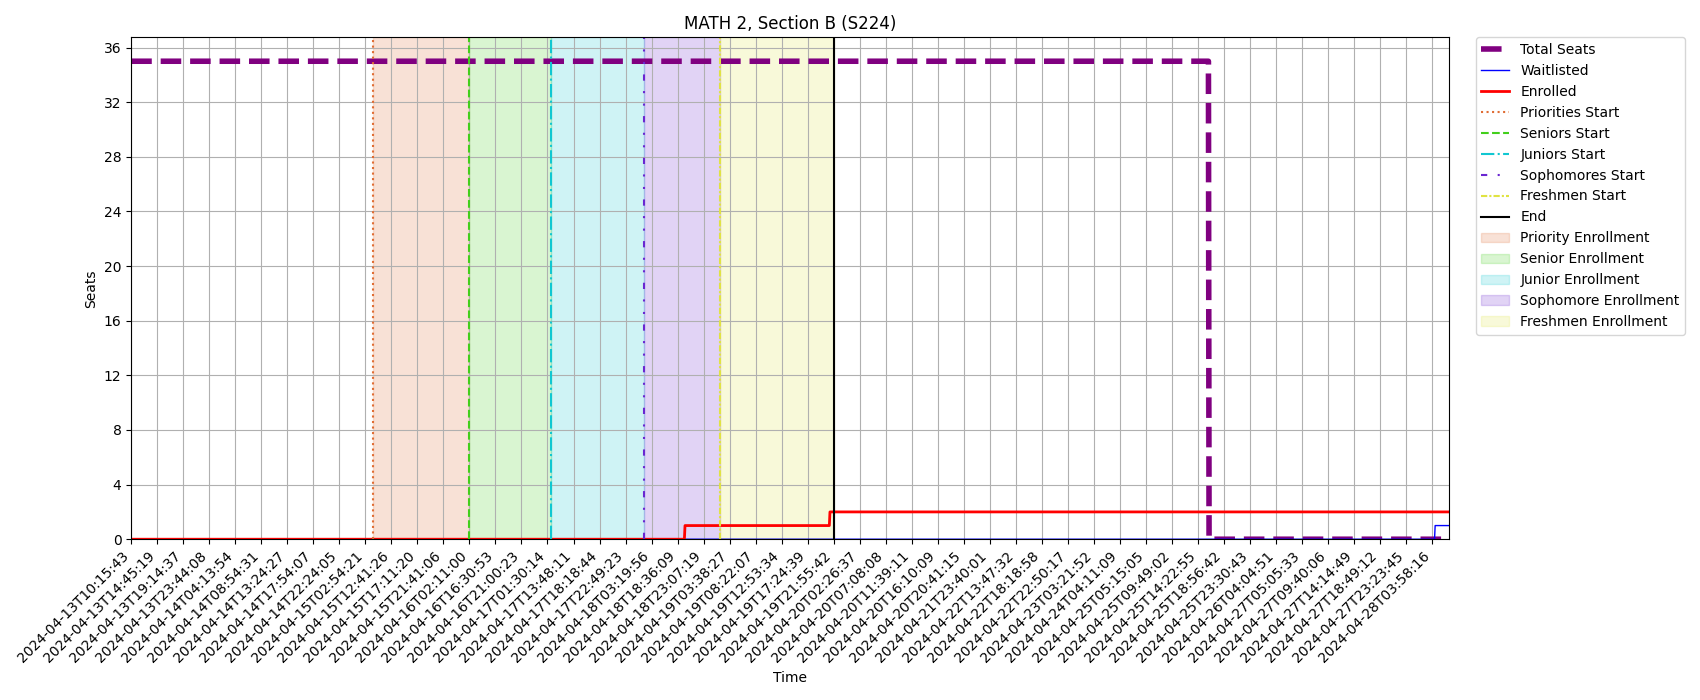 MATH 2, Section B (S224)
36
32
28
24
20
16
12
8
4
0
Seats
2024-04-13T10:15:43
2024-04-13T14:45:19
2024-04-13T19:14:37
2024-04-13T23:44:08
2024-04-14T04:13:54
2024-04-14T08:54:31
2024-04-14T13:24:27
2024-04-14T17:54:07
2024-04-14T22:24:05
2024-04-15T02:54:21
2024-04-15T12:41:26
2024-04-15T17:11:20
2024-04-15T21:41:06
2024-04-16T02:11:00
2024-04-16T16:30:53
2024-04-16T21:00:23
2024-04-17T01:30:14
2024-04-17T13:48:11
2024-04-17T18:18:44
2024-04-17T22:49:23
2024-04-18T03:19:56
2024-04-18T18:36:09
2024-04-18T23:07:19
2024-04-19T03:38:27
2024-04-19T08:22:07
2024-04-19T12:53:34
2024-04-19T17:24:39
2024-04-19T21:55:42
2024-04-20T02:26:37
2024-04-20T07:08:08
2024-04-20T11:39:11
2024-04-20T16:10:09
2024-04-20T20:41:15
2024-04-21T23:40:01
2024-04-22T13:47:32
2024-04-22T18:18:58
2024-04-22T22:50:17
2024-04-23T03:21:52
2024-04-24T04:11:09
2024-04-25T05:15:05
2024-04-25T09:49:02
2024-04-25T14:22:55
2024-04-25T18:56:42
2024-04-25T23:30:43
2024-04-26T04:04:51
2024-04-27T05:05:33
2024-04-27T09:40:06
2024-04-27T14:14:49
2024-04-27T18:49:12
2024-04-27T23:23:45
2024-04-28T03:58:16
Time
Total Seats
Waitlisted
Enrolled
Priorities Start
Seniors Start
Juniors Start
Sophomores Start
Freshmen Start
End
Priority Enrollment
Senior Enrollment
Junior Enrollment
Sophomore Enrollment
Freshmen Enrollment